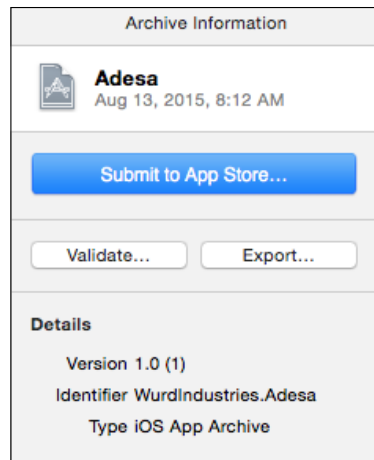 Archive Information
Adesa
Aug 13, 2015, 8:12 AM
Submit to App Store...
Validate... Export...
Details
Version 1.0 (1)
Identifier WurdIndustries.Adesa
Type iOS App Archive